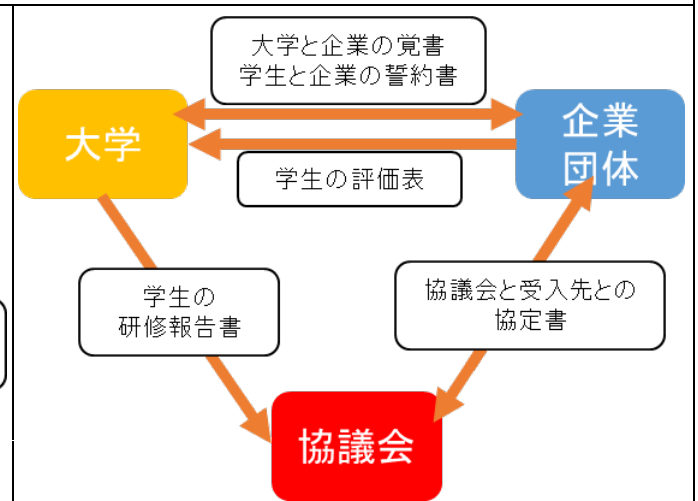 大学と企業の覚書
学生と企業の誓約書
大学
企業
団体
学生の評価表
学生の
研修報告書
協議会と受入先との
協定書
協議会